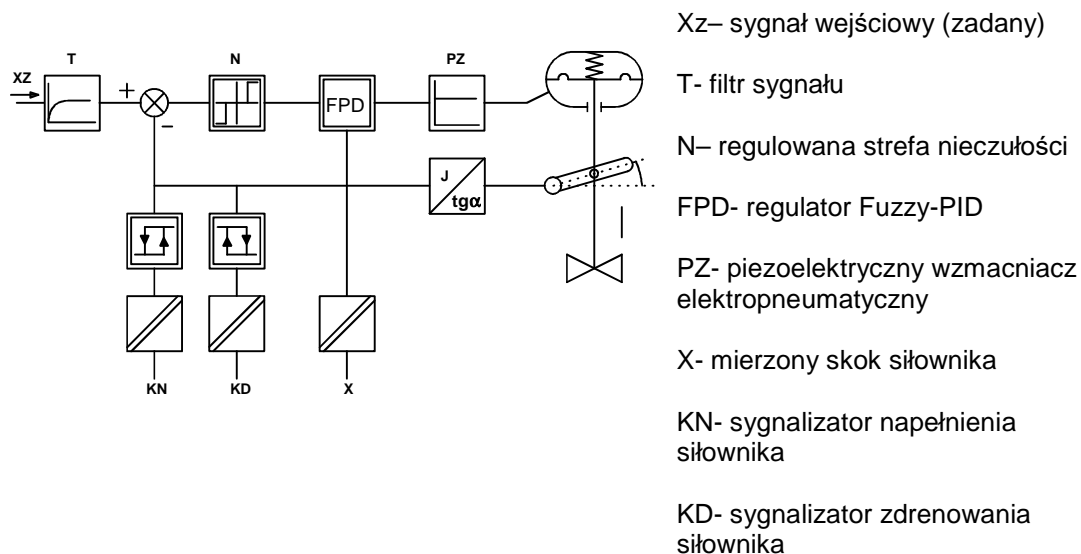 T
N
PZ
XZ
+
−
FPD
J
tgα
KN
KD
X
Xz– sygnał wejściowy (zadany)
T- filtr sygnału
N– regulowana strefa nieczułości
FPD- regulator Fuzzy-PID
PZ- piezoelektryczny wzmacniacz
elektropneumatyczny
X- mierzony skok siłownika
KN- sygnalizator napełnienia
siłownika
KD- sygnalizator zdrenowania
siłownika